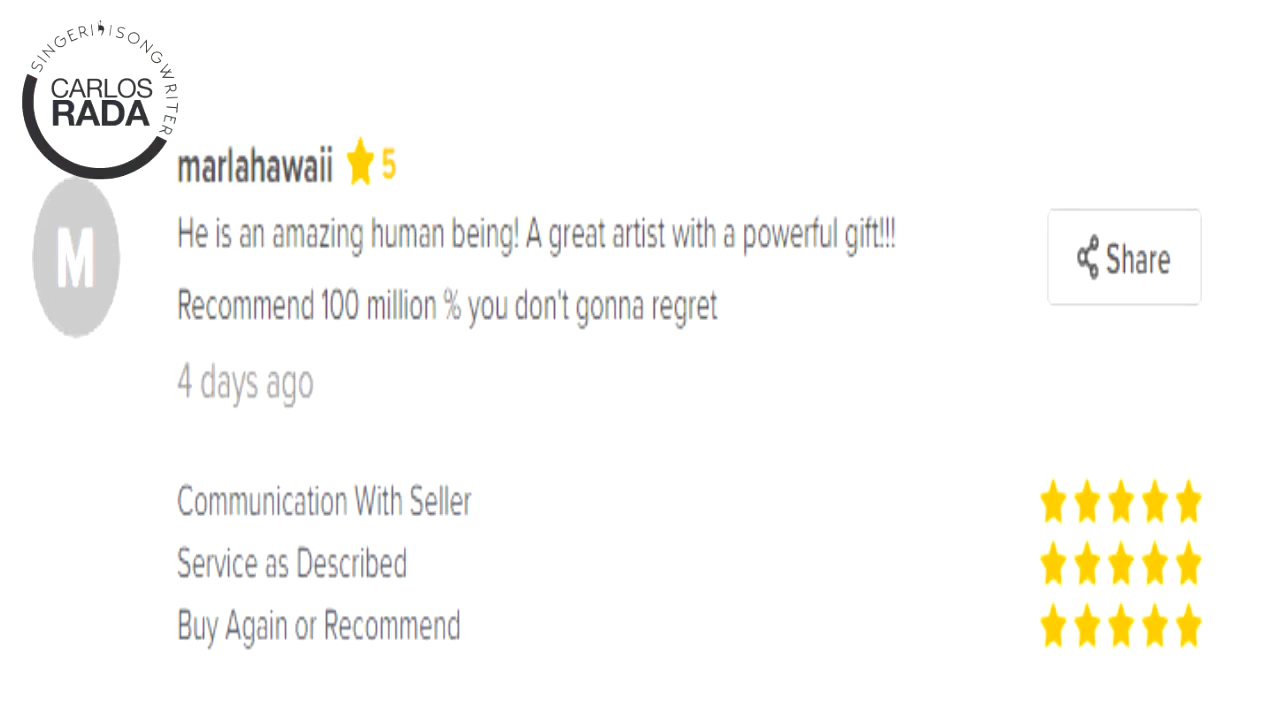 SINGER SONGWRITER
CARLOS
RADA
marlahawaii 5
M
He is an amazing human being! A great artist with a powerful gift!!!
Share
Recommend 100 million % you don't gonna regret
4 days ago
Communication With Seller
Service as Described
Buy Again or Recommend